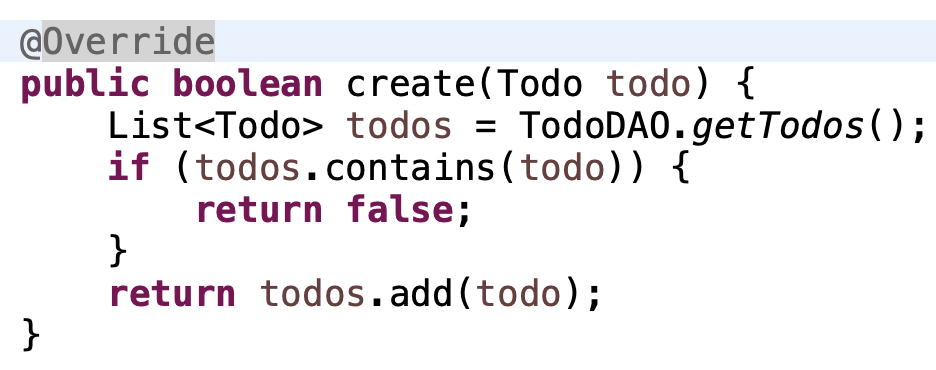 @Override
public boolean create(Todo todo) {
    List<Todo> todos = TodoDAO.getTodos();
    if (todos.contains(todo)) {
        return false;
    }
    return todos.add(todo);
}